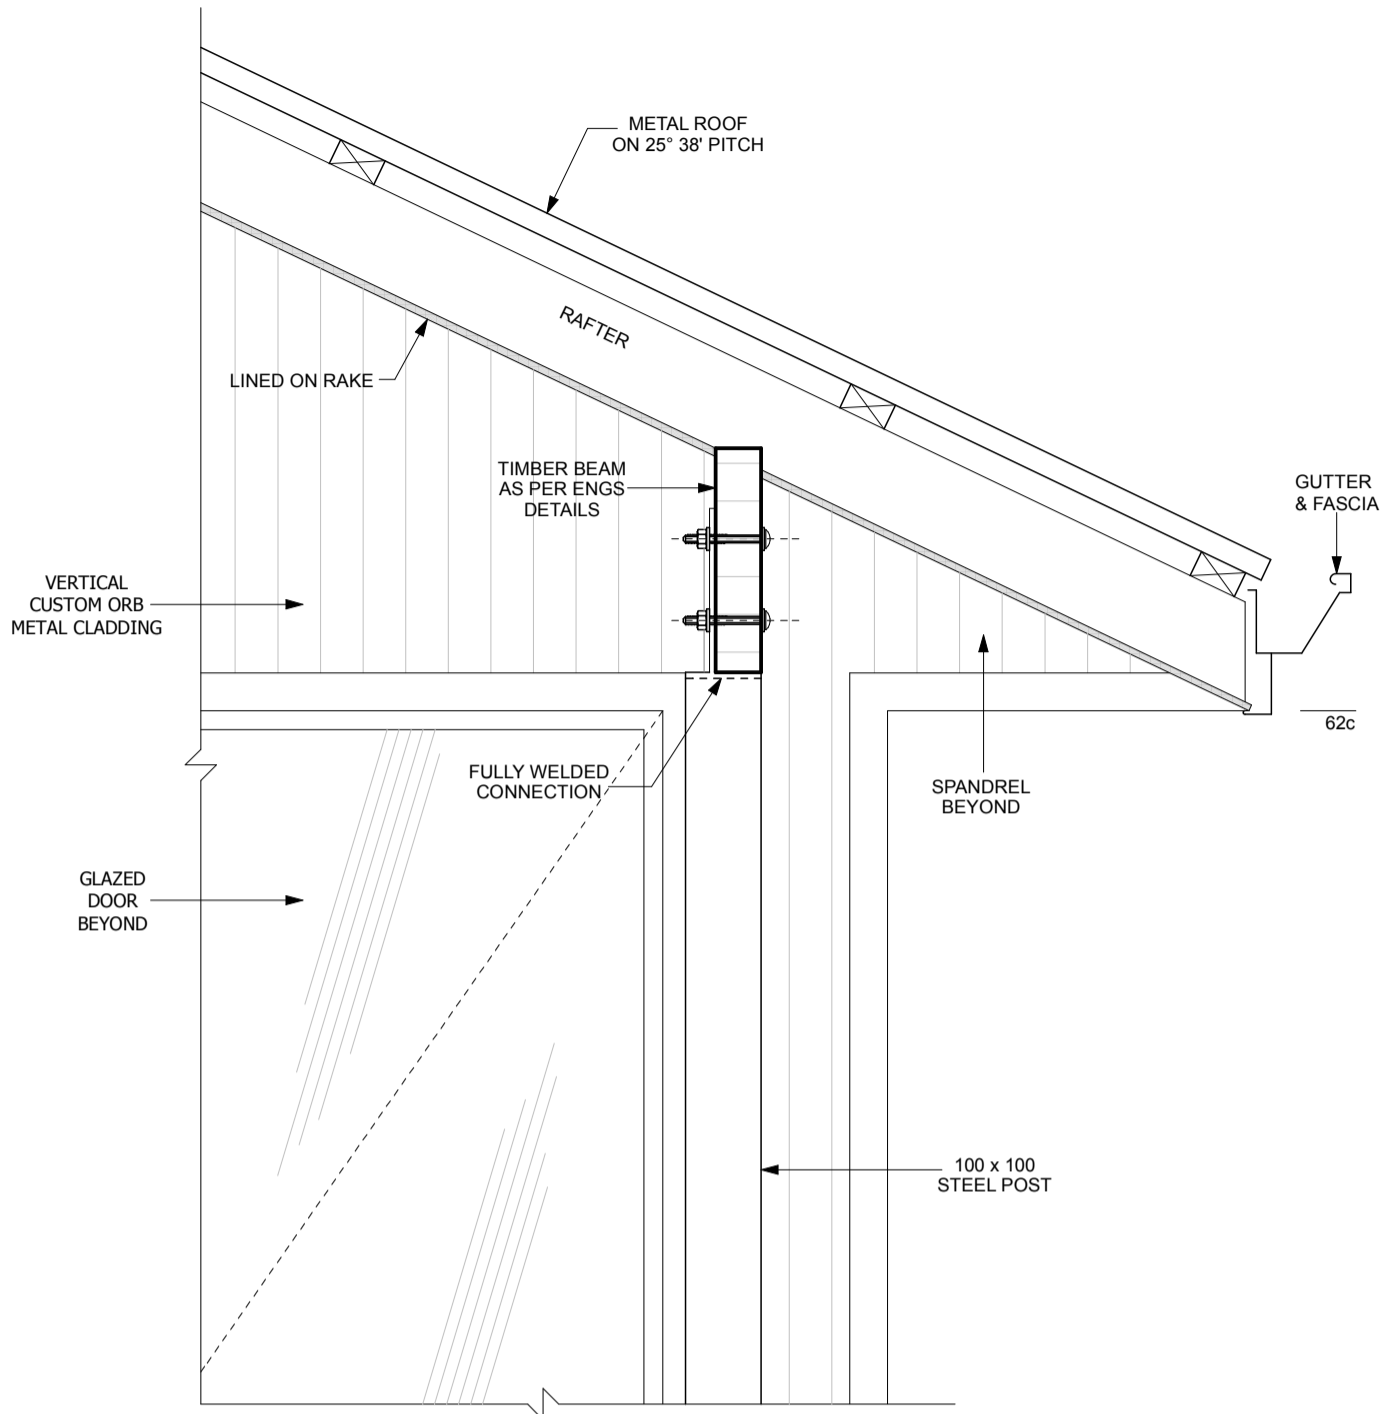 METAL ROOF
ON 25° 38' PITCH
RAFTER
LINED ON RAKE
TIMBER BEAM
AS PER ENGS
DETAILS
GUTTER
& FASCIA
VERTICAL
CUSTOM ORB
METAL CLADDING
62c
FULLY WELDED
CONNECTION
SPANDREL
BEYOND
GLAZED
DOOR
BEYOND
100 x 100
STEEL POST